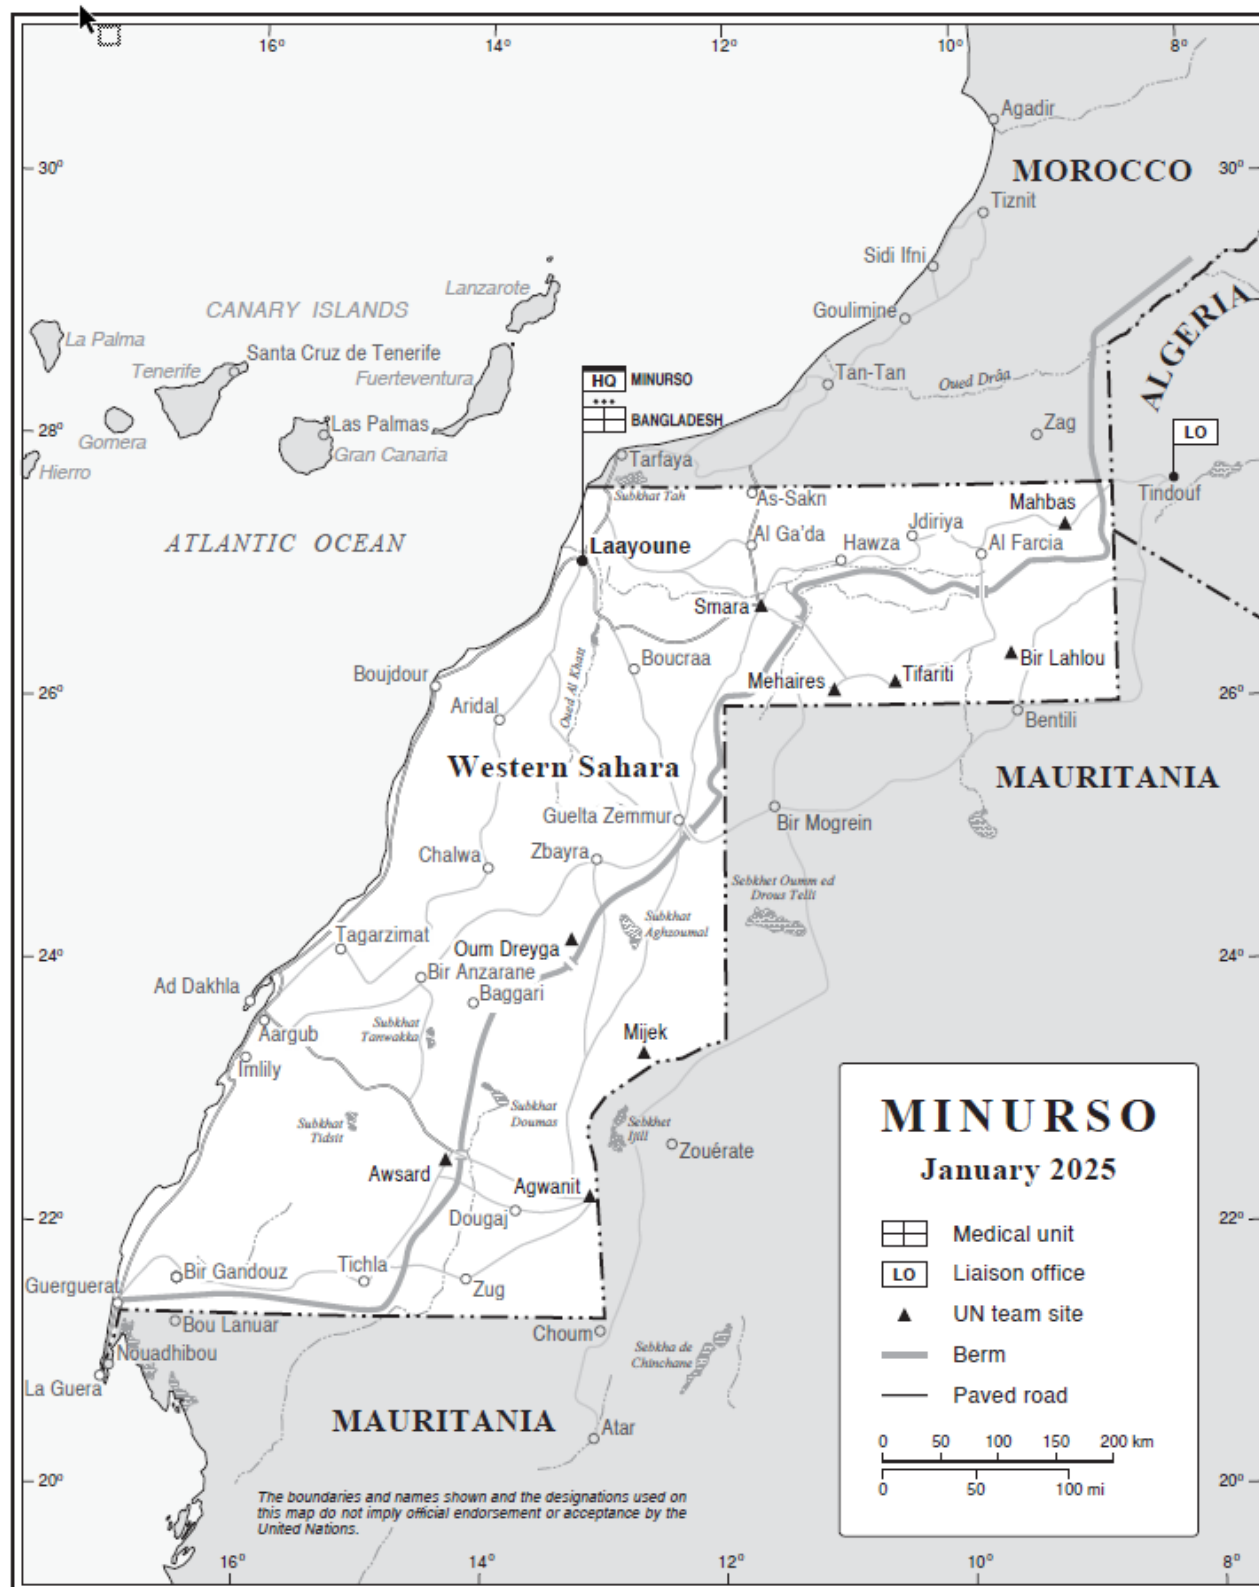 16°
14°
12°
10°
8°
Agadir
30°
MOROCCO
30°
Tiznit
Sidi Ifni
Lanzarote
CANARY ISLANDS
Goulimine
ALGERIA
La Palma
Santa Cruz de Tenerife
Tenerife
Fuerteventura
HQ MINURSO
Tan-Tan
Oued Drâa
BANGLADESH
Las Palmas
Zag
LO
28°
Gomera
Gran Canaria
Hierro
Tarfaya
Subkhat Tah
As-Sakn
Mahbas
Tindouf
ATLANTIC OCEAN
Laayoune
Al Ga'da
Jdiriya
Hawza
Al Farcia
Smara
Boucraa
Oued Al Khatt
Bir Lahlou
Boujdour
Mehaires
Tifariti
26°
26°
Aridal
Bentili
Western Sahara
MAURITANIA
Guelta Zemmur
Bir Mogrein
Chalwa
Zbayra
Sebkhet Oumm ed
Drous Telli
Subkhat
Aghzoumal
Tagarzimat
Oum Dreyga
24°
24°
Bir Anzarane
Ad Dakhla
Baggari
Subkhat
Tanwakka
Aargub
Mijek
Imlily
Subkhat
Doumas
Subkhat
Tidsit
Sebkhet
Ijill
Zouérate
Awsard
Agwanit
Dougaj
22°
22°
Tichla
Bir Gandouz
Zug
Guerguerat
Bou Lanuar
Choum
Nouadhibou
Sebkha de
Chinchane
La Guera
MAURITANIA
Atar
20°
20°
MINURSO
January 2025
Medical unit
LO Liaison office
UN team site
Berm
Paved road
0 50 100 150 200 km
0 50 100 mi
The boundaries and names shown and the designations used on
this map do not imply official endorsement or acceptance by the
United Nations.
16°
14°
12°
10°
8°